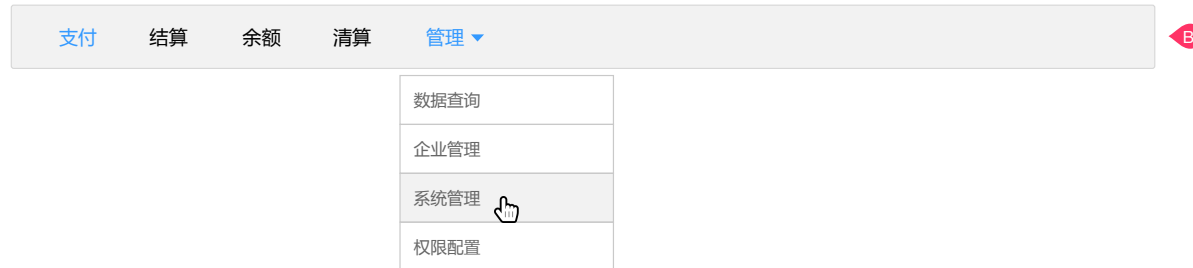 支付 结算 余额 清算 管理
B
数据查询
企业管理
系统管理
权限配置